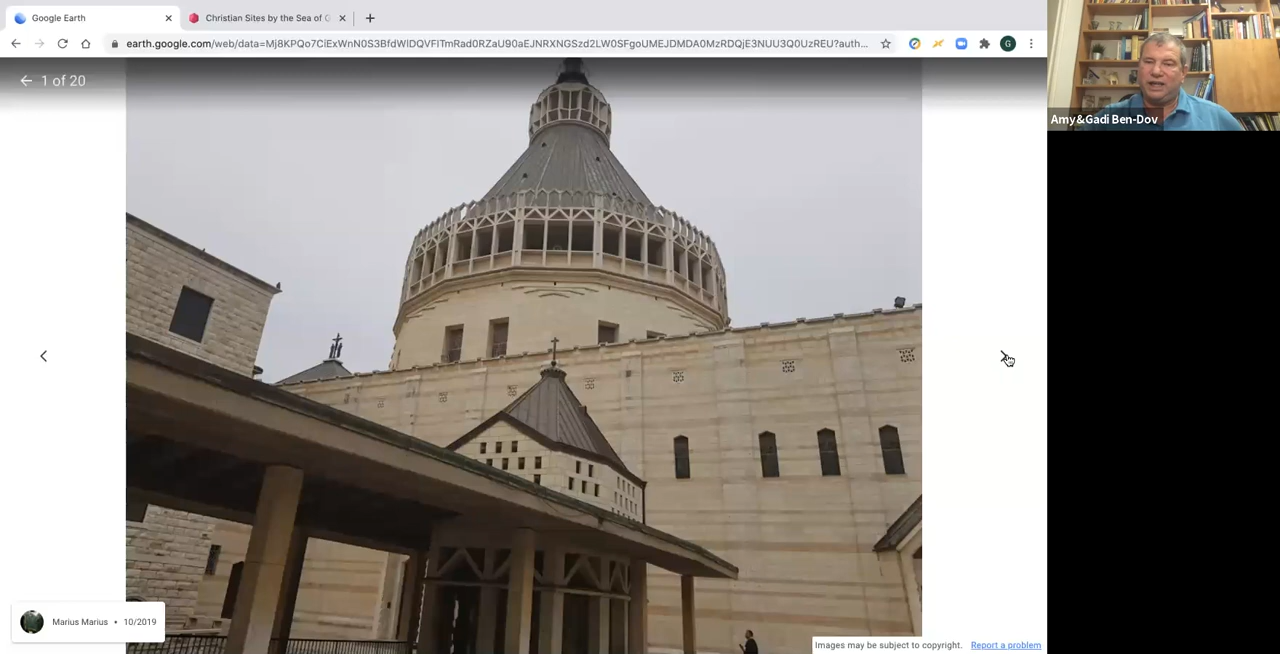 Google Earth
Christian Sites by the Sea of G
earth.google.com/web/data=Mj8KPQo7CiExWnN0S3BfdWlDQVFITmRad0RZaU90aEJNRXNGSzd2LW0SFgoUMEJDMDA0MzRDQjE3NUU3Q0UzREU?auth...
G
1 of 20
Amy&Gadi Ben-Dov
Marius Marius • 10/2019
Images may be subject to copyright. Report a problem